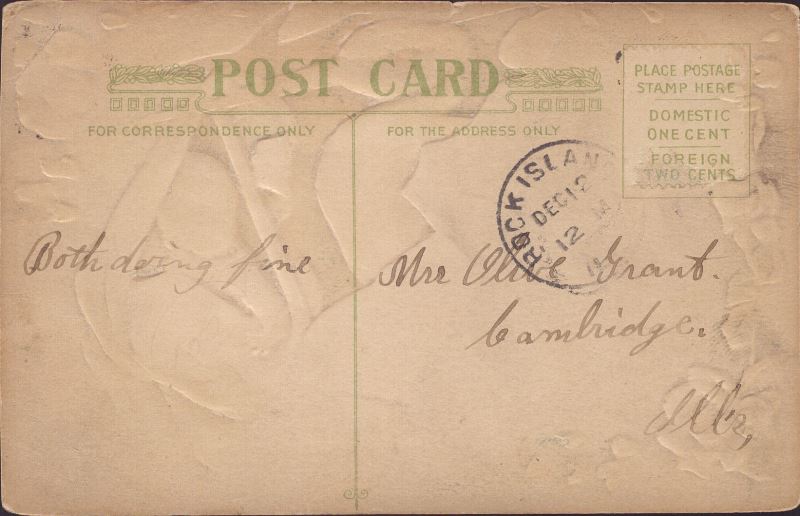 POST CARD
FOR CORRESPONDENCE ONLY
FOR THE ADDRESS ONLY
PLACE POSTAGE
STAMP HERE
DOMESTIC
ONE CENT
FOREIGN
TWO CENTS
ROCK ISLAN
DEC 12
12 M
Both doing fine
Mrs Olive Grant.
Cambridge.
Ills,